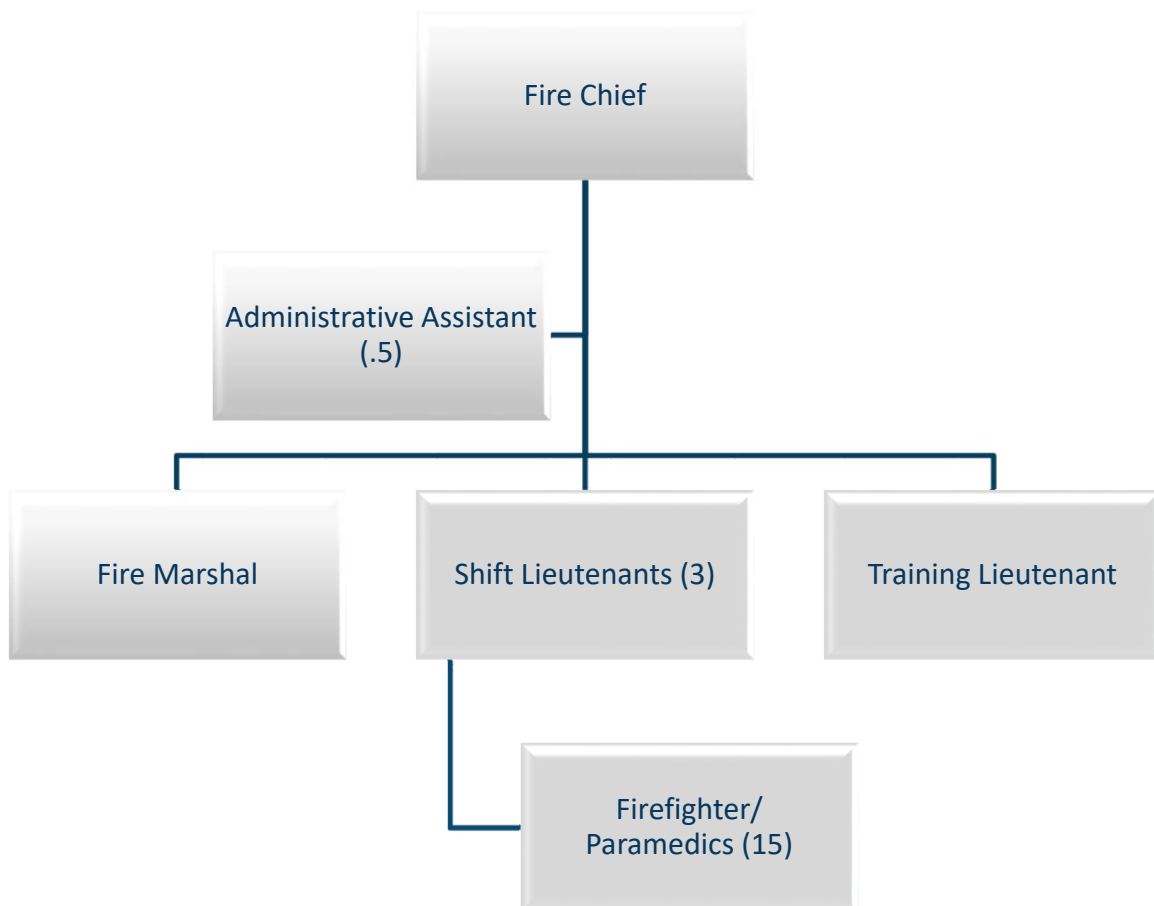 Fire Chief
Administrative Assistant
(.5)
Fire Marshal
Shift Lieutenants (3)
Training Lieutenant
Firefighter/
Paramedics (15)